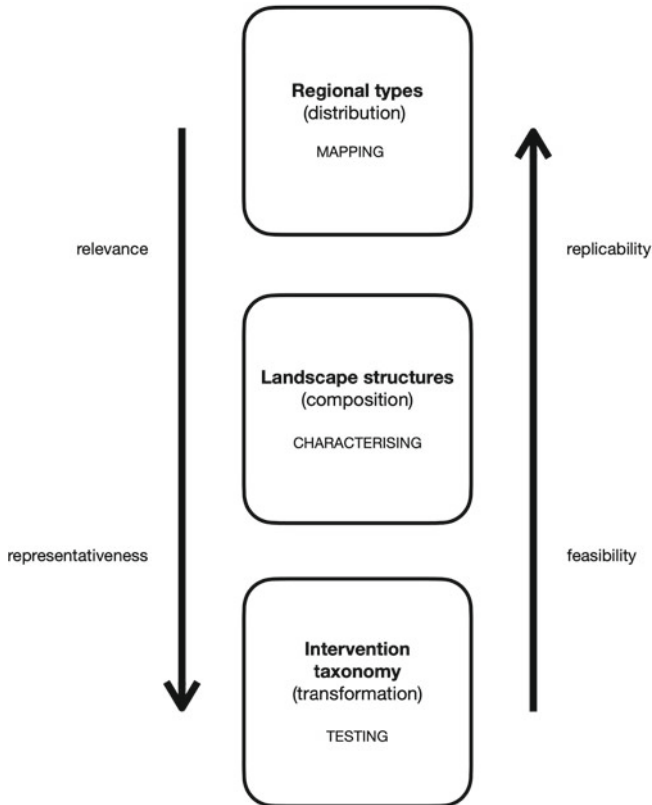 Regional types
(distribution)
MAPPING
relevance
replicability
Landscape structures
(composition)
CHARACTERISING
representativeness
feasibility
Intervention
taxonomy
(transformation)
TESTING